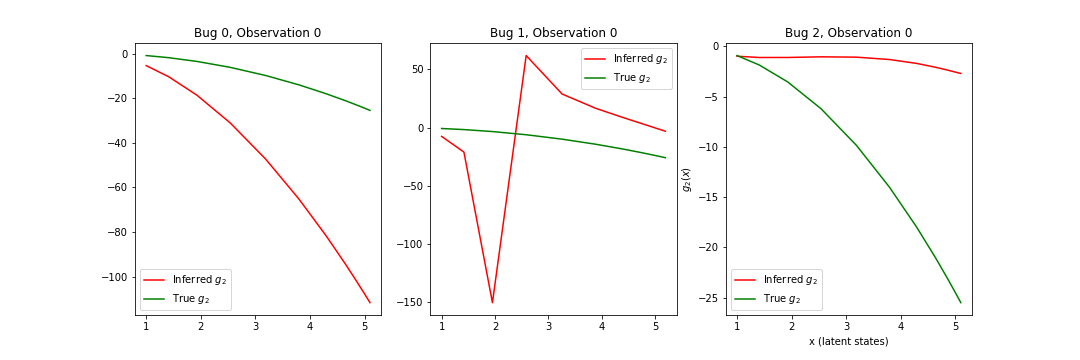 Bug 0, Observation 0
0
−20
−40
−60
−80
−100
1
2
3
4
5
Inferred g₂
True g₂
Bug 1, Observation 0
50
0
−50
−100
−150
1
2
3
4
5
Inferred g₂
True g₂
Bug 2, Observation 0
g₂(x)
0
−5
−10
−15
−20
−25
1
2
3
4
5
x (latent states)
Inferred g₂
True g₂